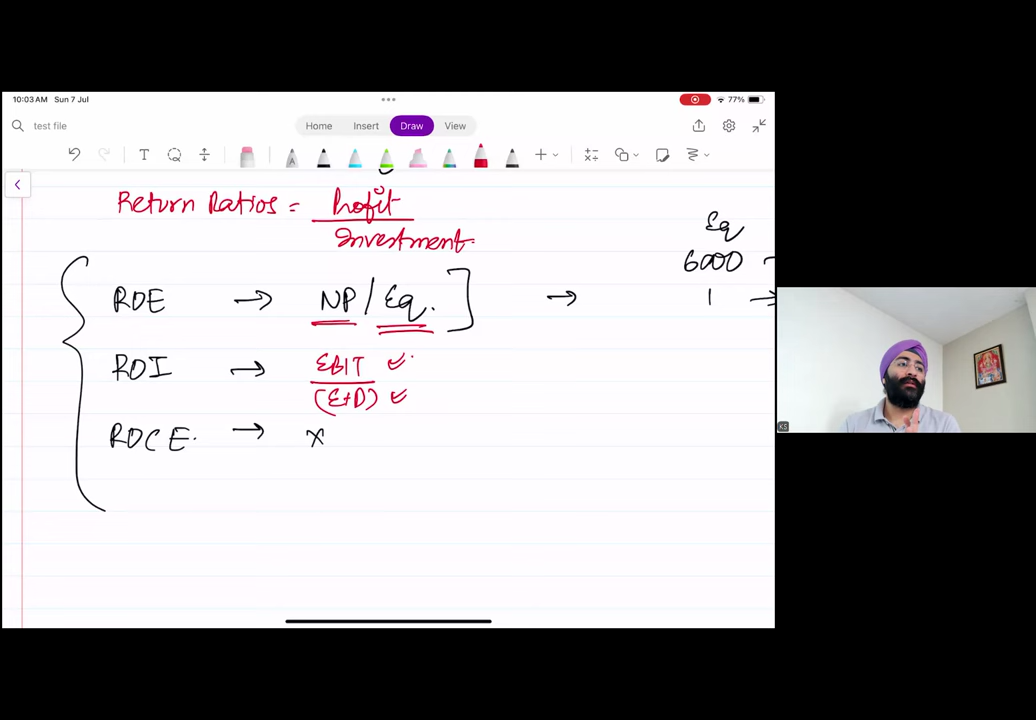 10:03 AM Sun 7 Jul
77%
test file
Home Insert Draw View
Return Ratios = Profit
Investment
Eq
6000
ROE → NP / Eq.
→ 1 →
ROI → EBIT
(E+D)
ROCE. → x
KS